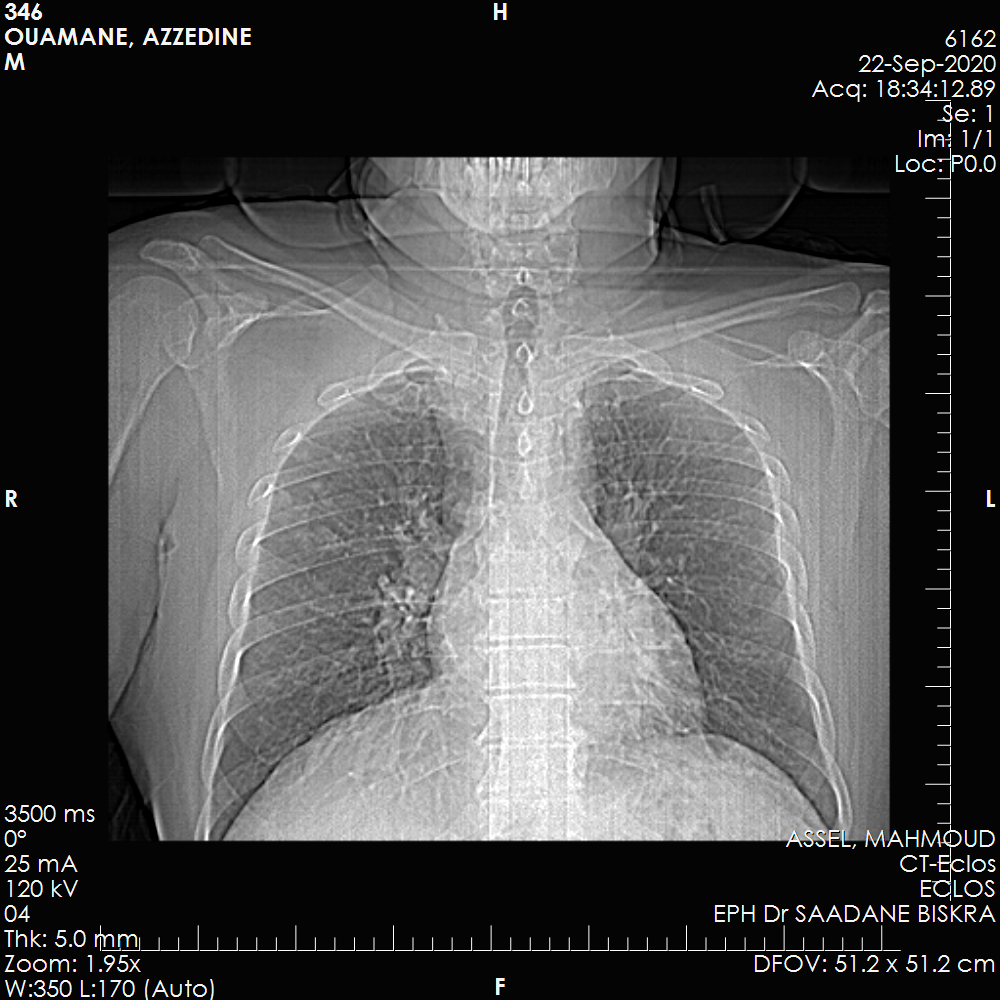 346
OUAMANE, AZZEDINE
M
H
6162
22-Sep-2020
Acq: 18:34:12.89
Se: 1
Im: 1/1
Loc: P0.0
R
L
3500 ms
0°
25 mA
120 kV
04
Thk: 5.0 mm
Zoom: 1.95x
W:350 L:170 (Auto)
F
ASSEL, MAHMOUD
CT-Eclos
ECLOS
EPH Dr SAADANE BISKRA
DFOV: 51.2 x 51.2 cm